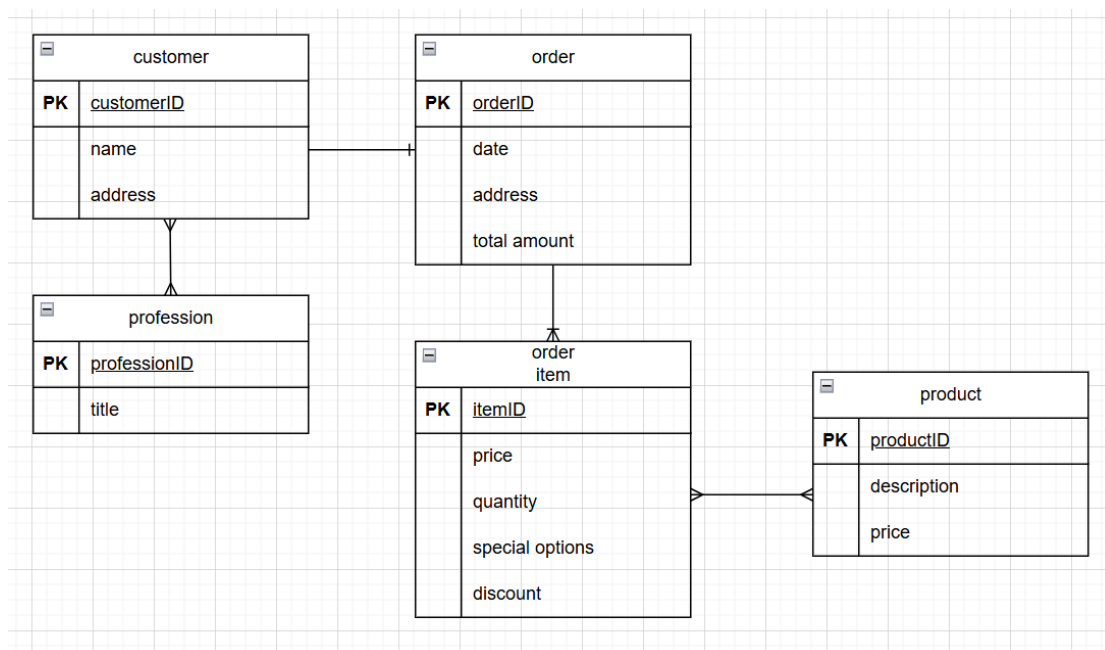 customer
PK customerID
name
address
order
PK orderID
date
address
total amount
profession
PK professionID
title
order
item
PK itemID
price
quantity
special options
discount
product
PK productID
description
price